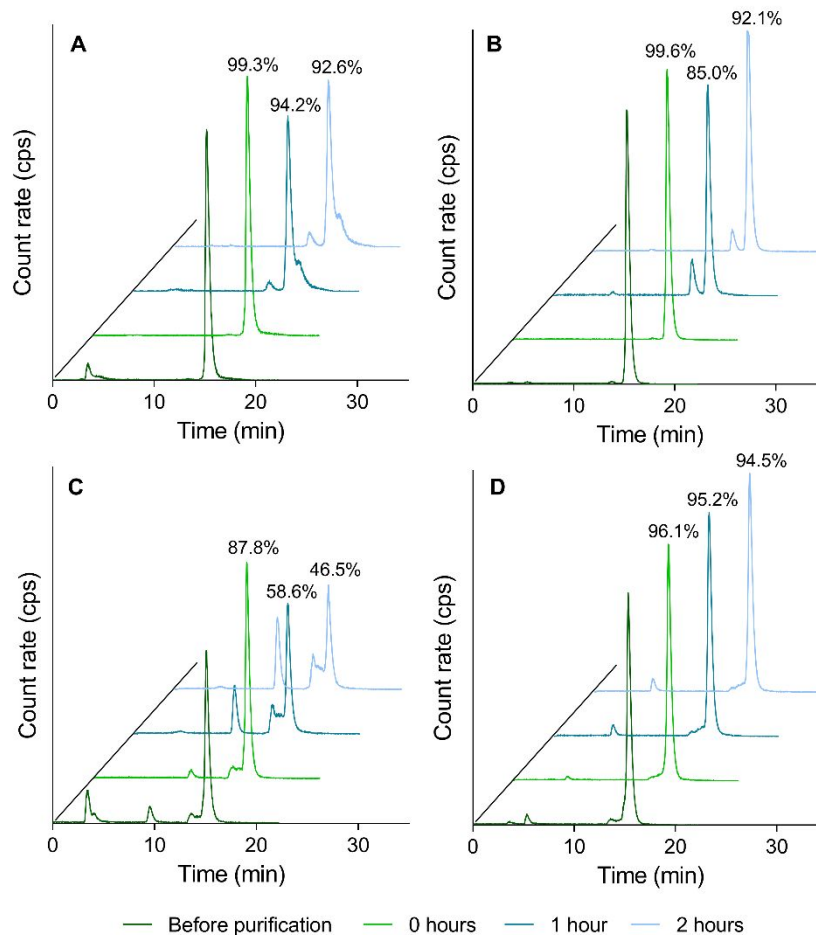 A
99.3%
92.6%
94.2%
Count rate (cps)
0
10
20
30
Time (min)
B
92.1%
99.6%
85.0%
Count rate (cps)
0
10
20
30
Time (min)
C
87.8%
46.5%
58.6%
Count rate (cps)
0
10
20
30
Time (min)
D
94.5%
95.2%
96.1%
Count rate (cps)
0
10
20
30
Time (min)
Before purification 0 hours 1 hour 2 hours